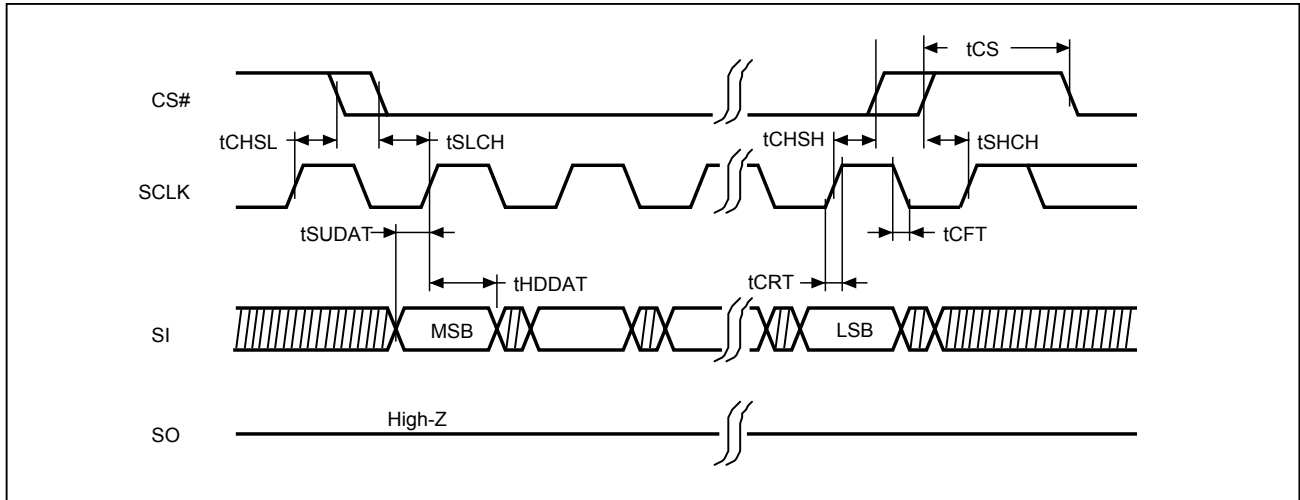 tCS
CS#
tCHSL
tSLCH
tCHSH
tSHCH
SCLK
tSUDAT
tCFT
tHDDAT
tCRT
SI
MSB
LSB
High-Z
SO